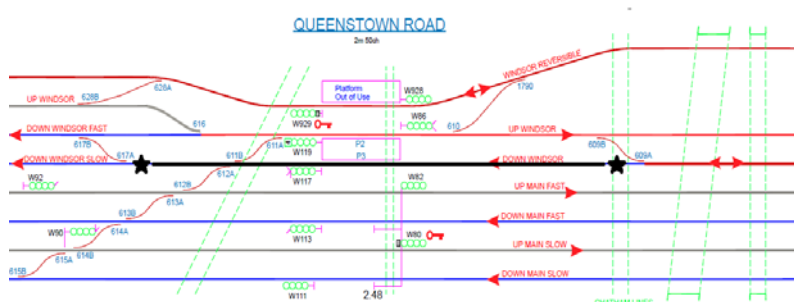 QUEENSTOWN ROAD
2m 50ch
WINDSOR REVERSIBLE
628A
628B
UP WINDSOR
Platform
Out of Use
W928
1790
W929
W86
616
610
DOWN WINDSOR FAST
UP WINDSOR
617B
611A
W119
P2
609B
617A
611B
P3
609A
DOWN WINDSOR SLOW
DOWN WINDSOR
612A
W92
W117
W82
612B
UP MAIN FAST
613A
613B
DOWN MAIN FAST
W90
614A
W113
W80
UP MAIN SLOW
615A
614B
615B
DOWN MAIN SLOW
W111
2.48